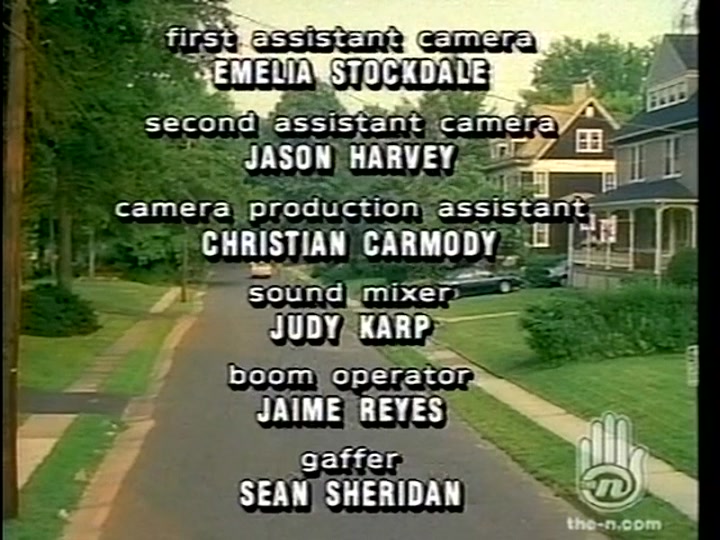 first assistant camera
EMELIA STOCKDALE
second assistant camera
JASON HARVEY
camera production assistant
CHRISTIAN CARMODY
sound mixer
JUDY KARP
boom operator
JAIME REYES
gaffer
SEAN SHERIDAN
n
the-n.com